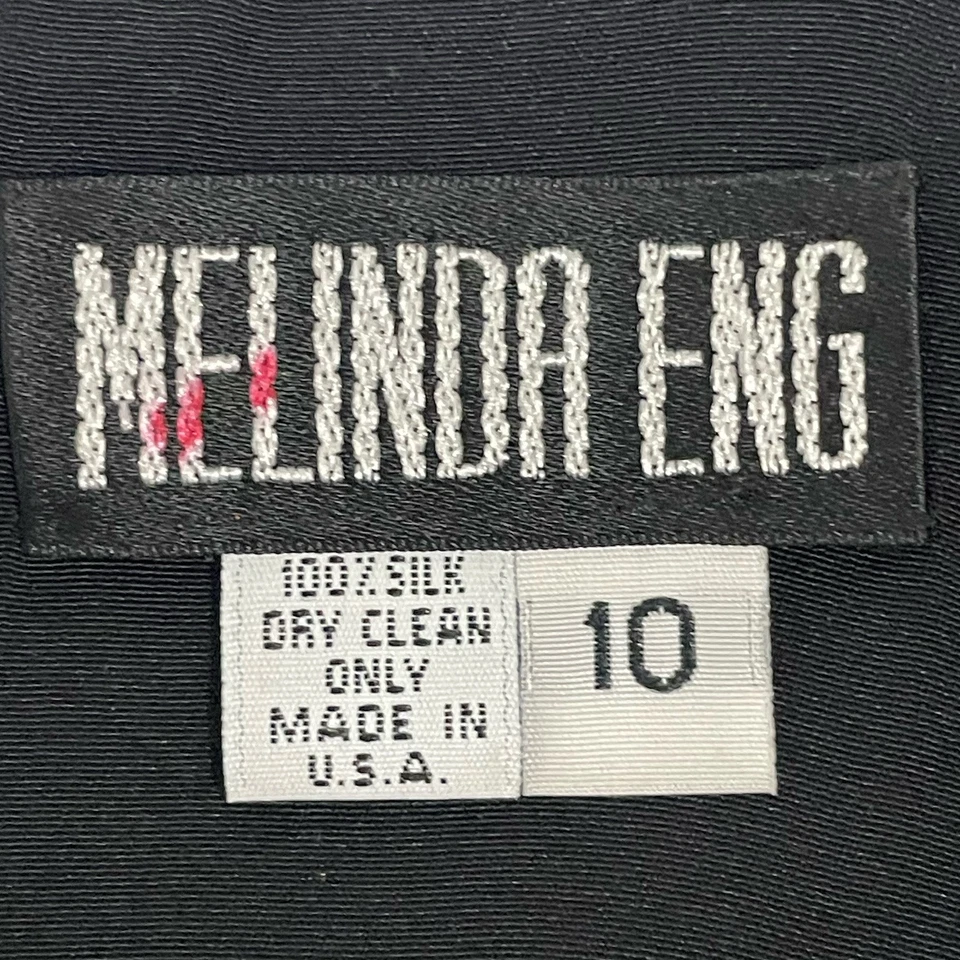 MELINDA ENG
100% SILK
DRY CLEAN
ONLY
MADE IN
U.S.A.
10